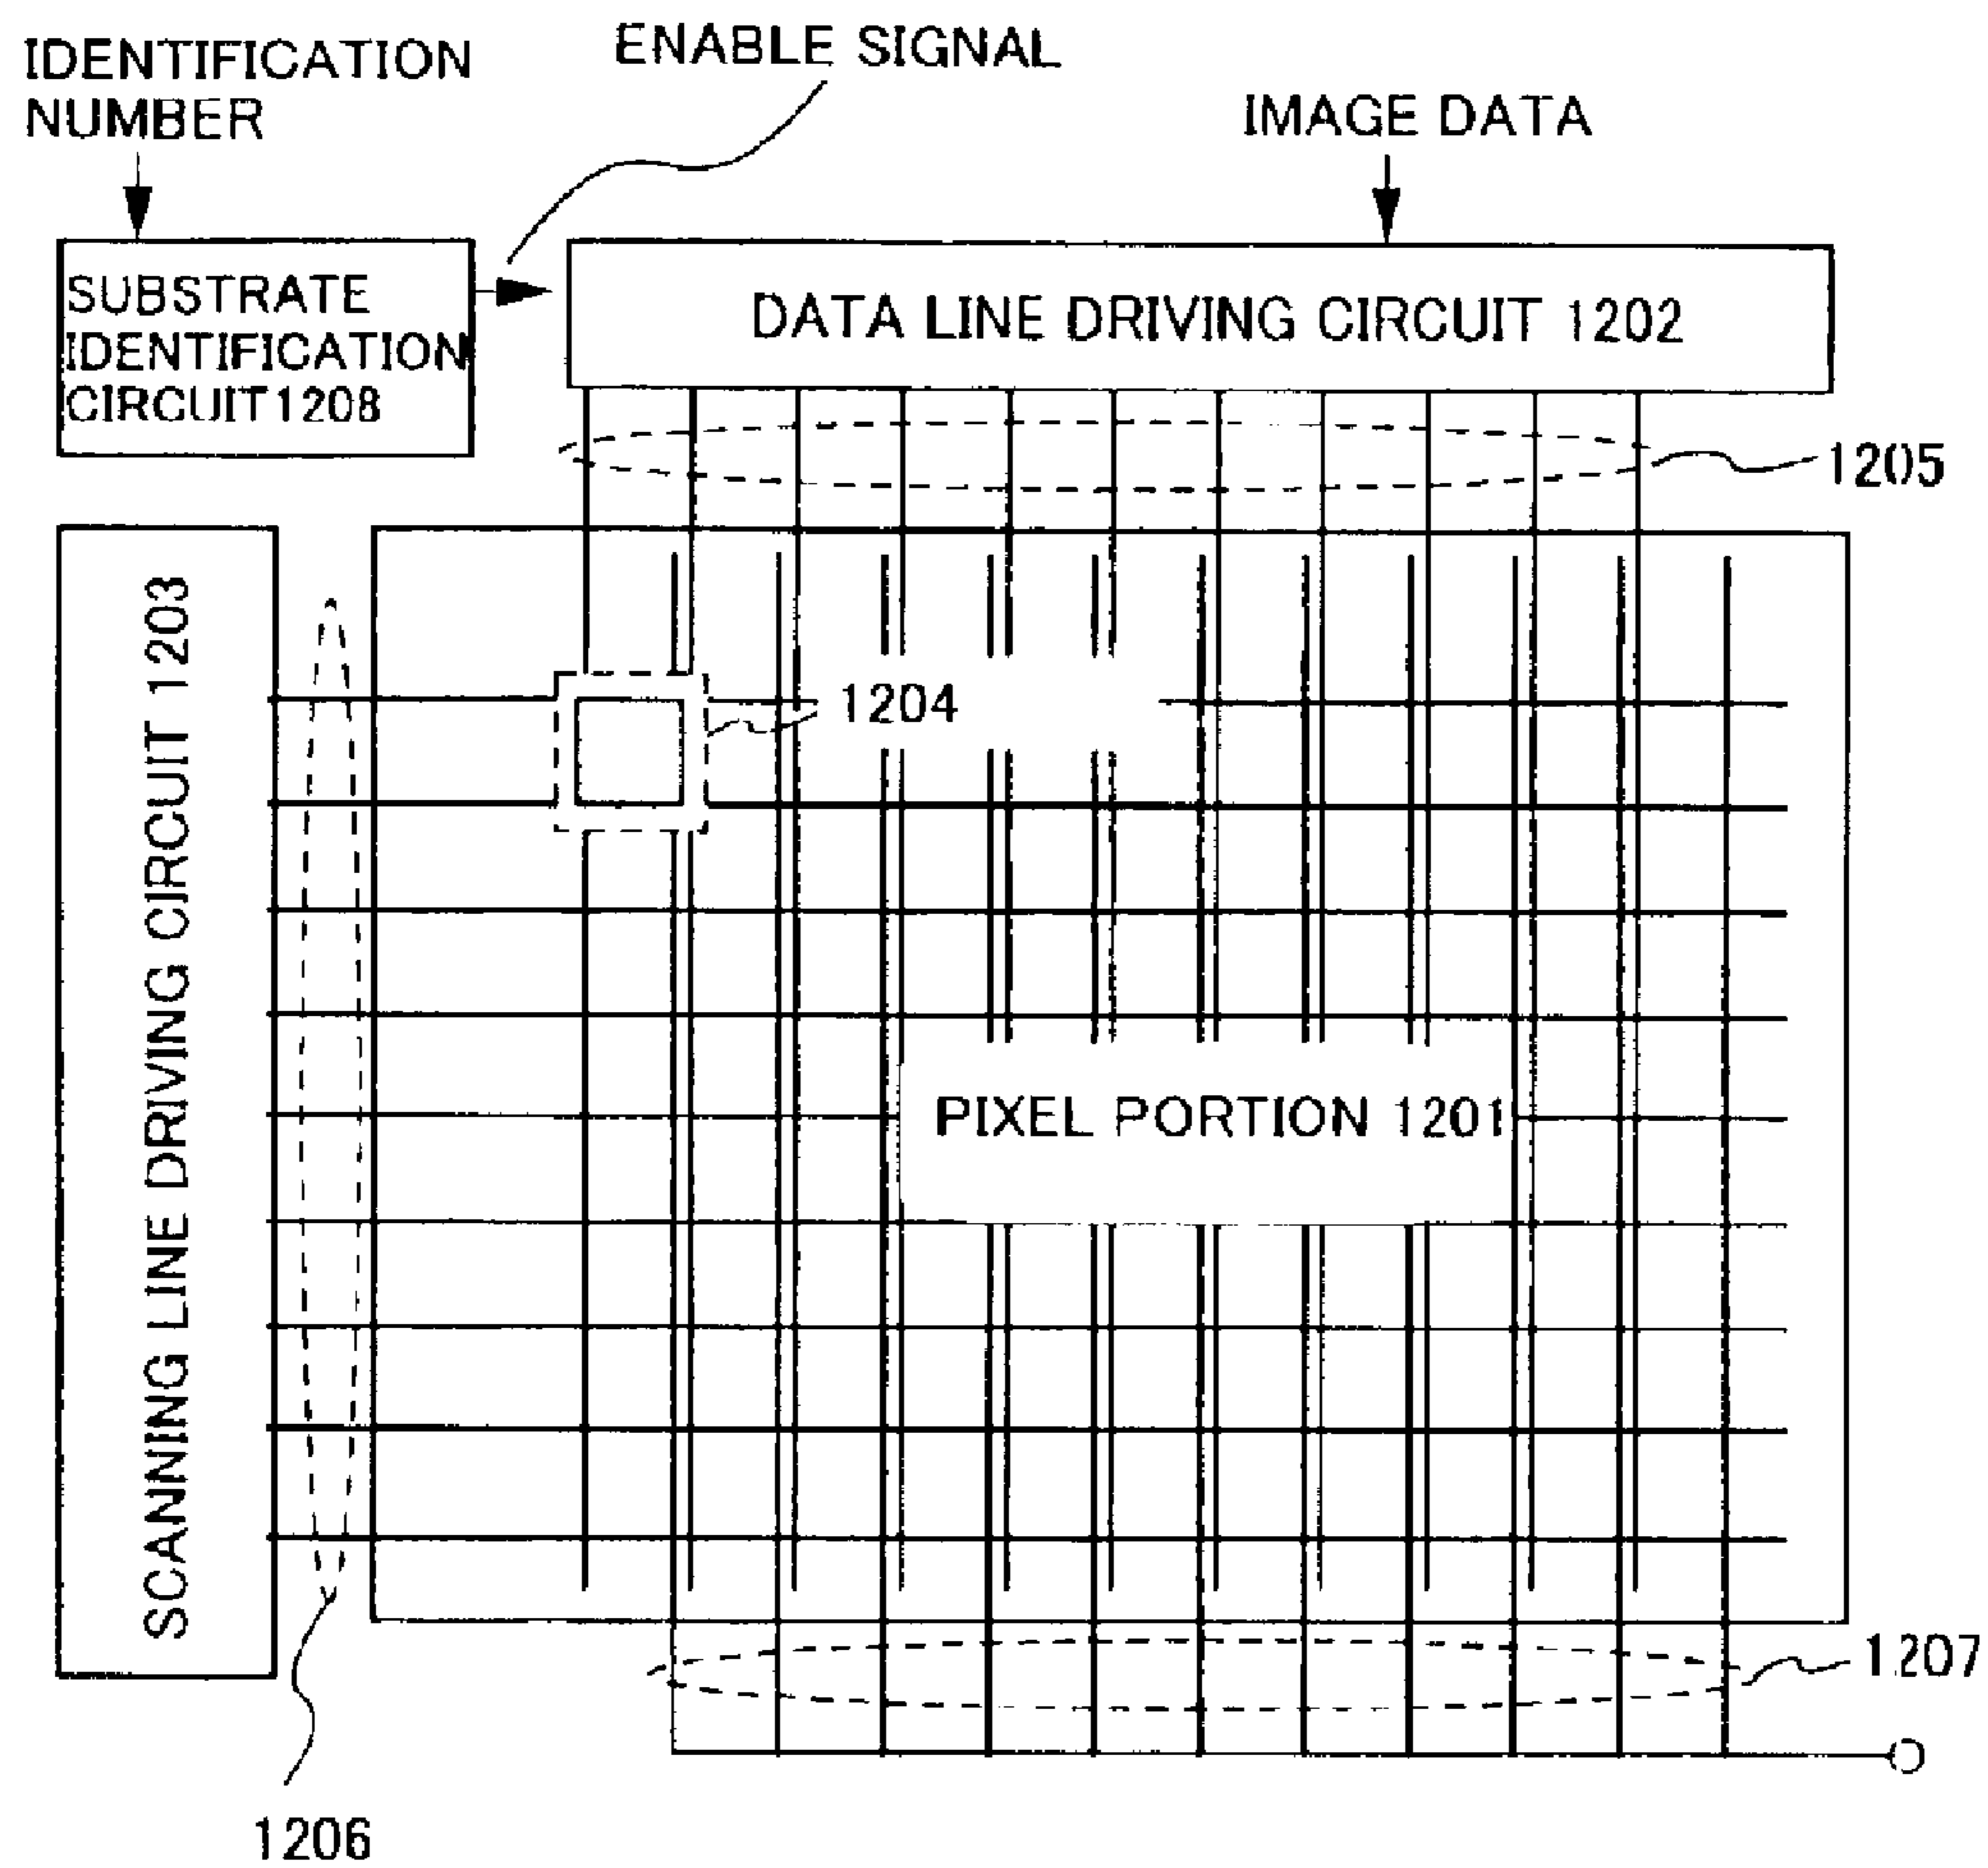 IDENTIFICATION
NUMBER
ENABLE SIGNAL
IMAGE DATA
SUBSTRATE
IDENTIFICATION
CIRCUIT1208
DATA LINE DRIVING CIRCUIT 1202
1205
SCANNING LINE DRIVING CIRCUIT 1203
1204
PIXEL PORTION 1201
1207
1206